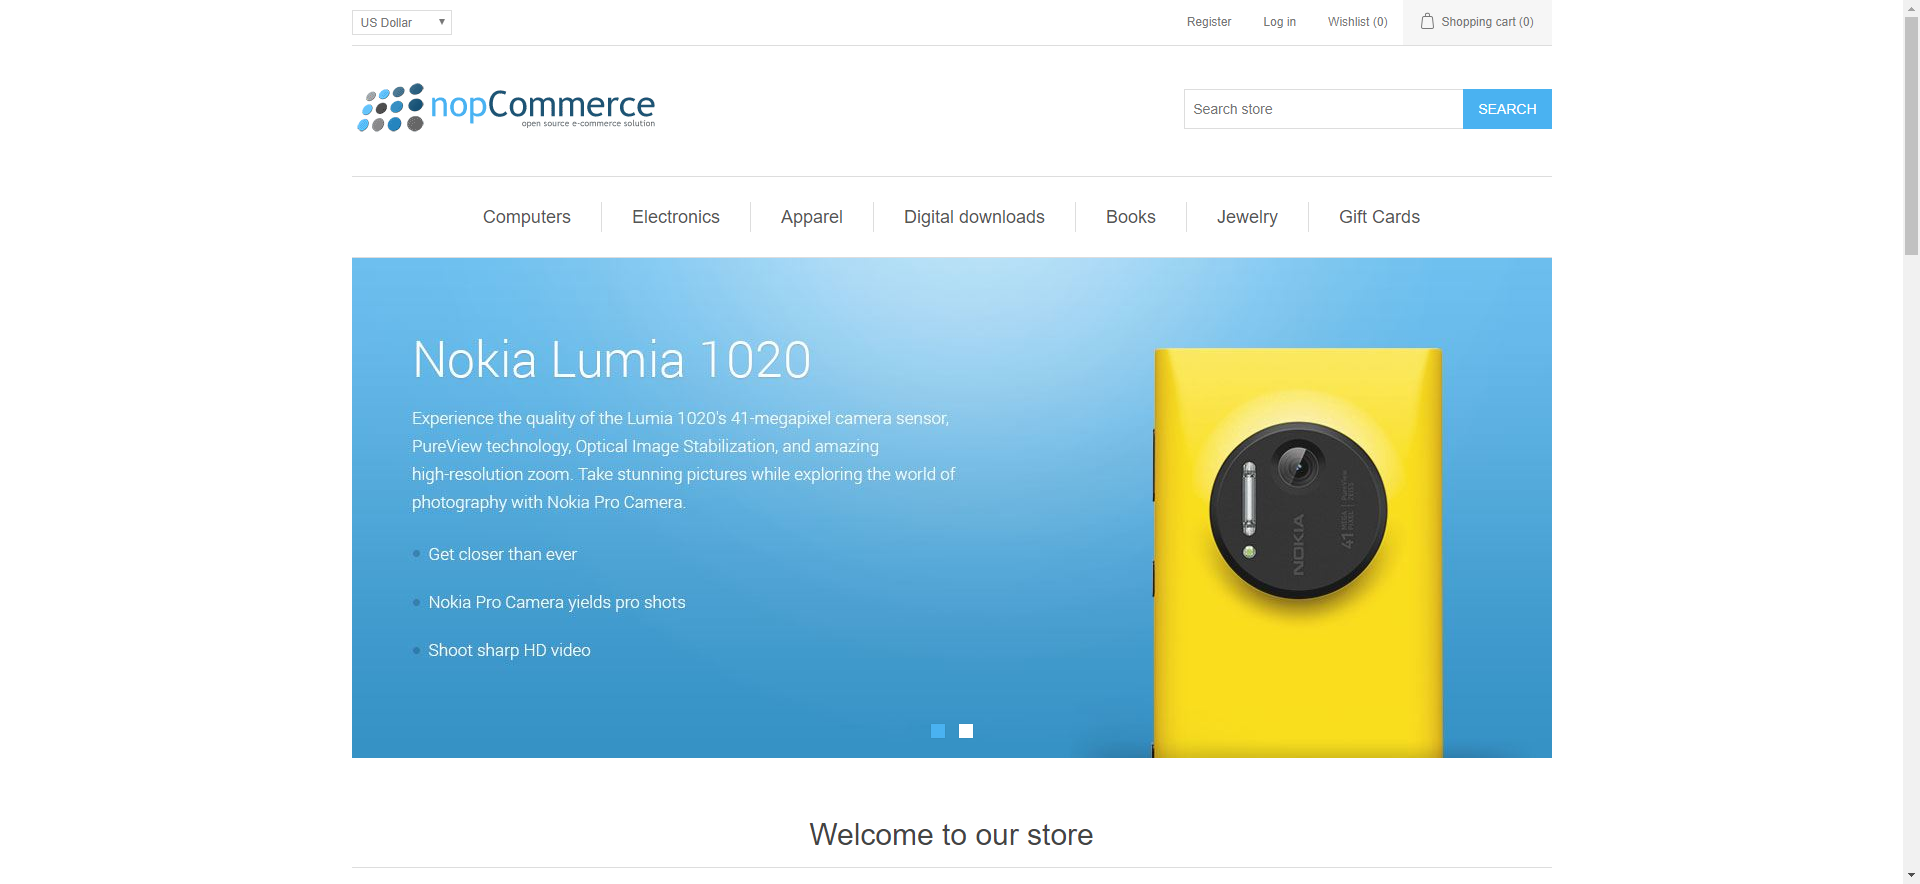 US Dollar
Register
Log in
Wishlist (0)
Shopping cart (0)
nopCommerce
open source e-commerce solution
Search store
SEARCH
Computers
Electronics
Apparel
Digital downloads
Books
Jewelry
Gift Cards
Nokia Lumia 1020
Experience the quality of the Lumia 1020's 41-megapixel camera sensor,
PureView technology, Optical Image Stabilization, and amazing
high-resolution zoom. Take stunning pictures while exploring the world of
photography with Nokia Pro Camera.
Get closer than ever
Nokia Pro Camera yields pro shots
Shoot sharp HD video
NOKIA
41 MEGA PIXEL
PureView
Welcome to our store